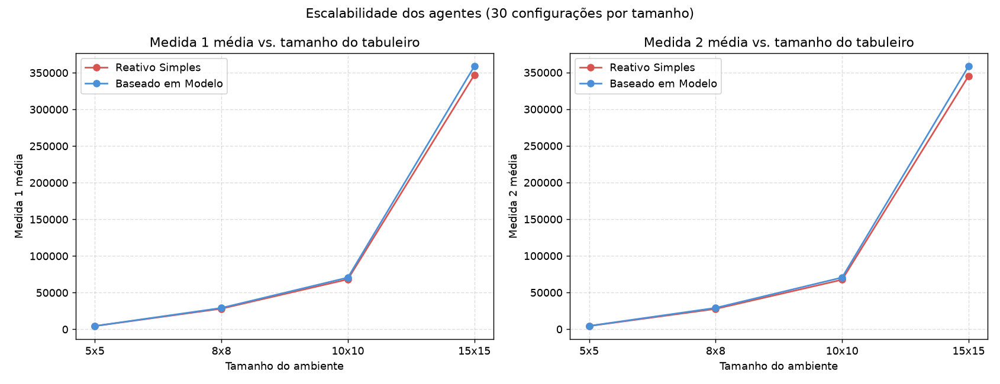 Escalabilidade dos agentes (30 configurações por tamanho)
Medida 1 média vs. tamanho do tabuleiro
Reativo Simples
Baseado em Modelo
350000
300000
250000
200000
150000
100000
50000
0
Medida 1 média
5x5 8x8 10x10 15x15
Tamanho do ambiente
Medida 2 média vs. tamanho do tabuleiro
Reativo Simples
Baseado em Modelo
350000
300000
250000
200000
150000
100000
50000
0
Medida 2 média
5x5 8x8 10x10 15x15
Tamanho do ambiente